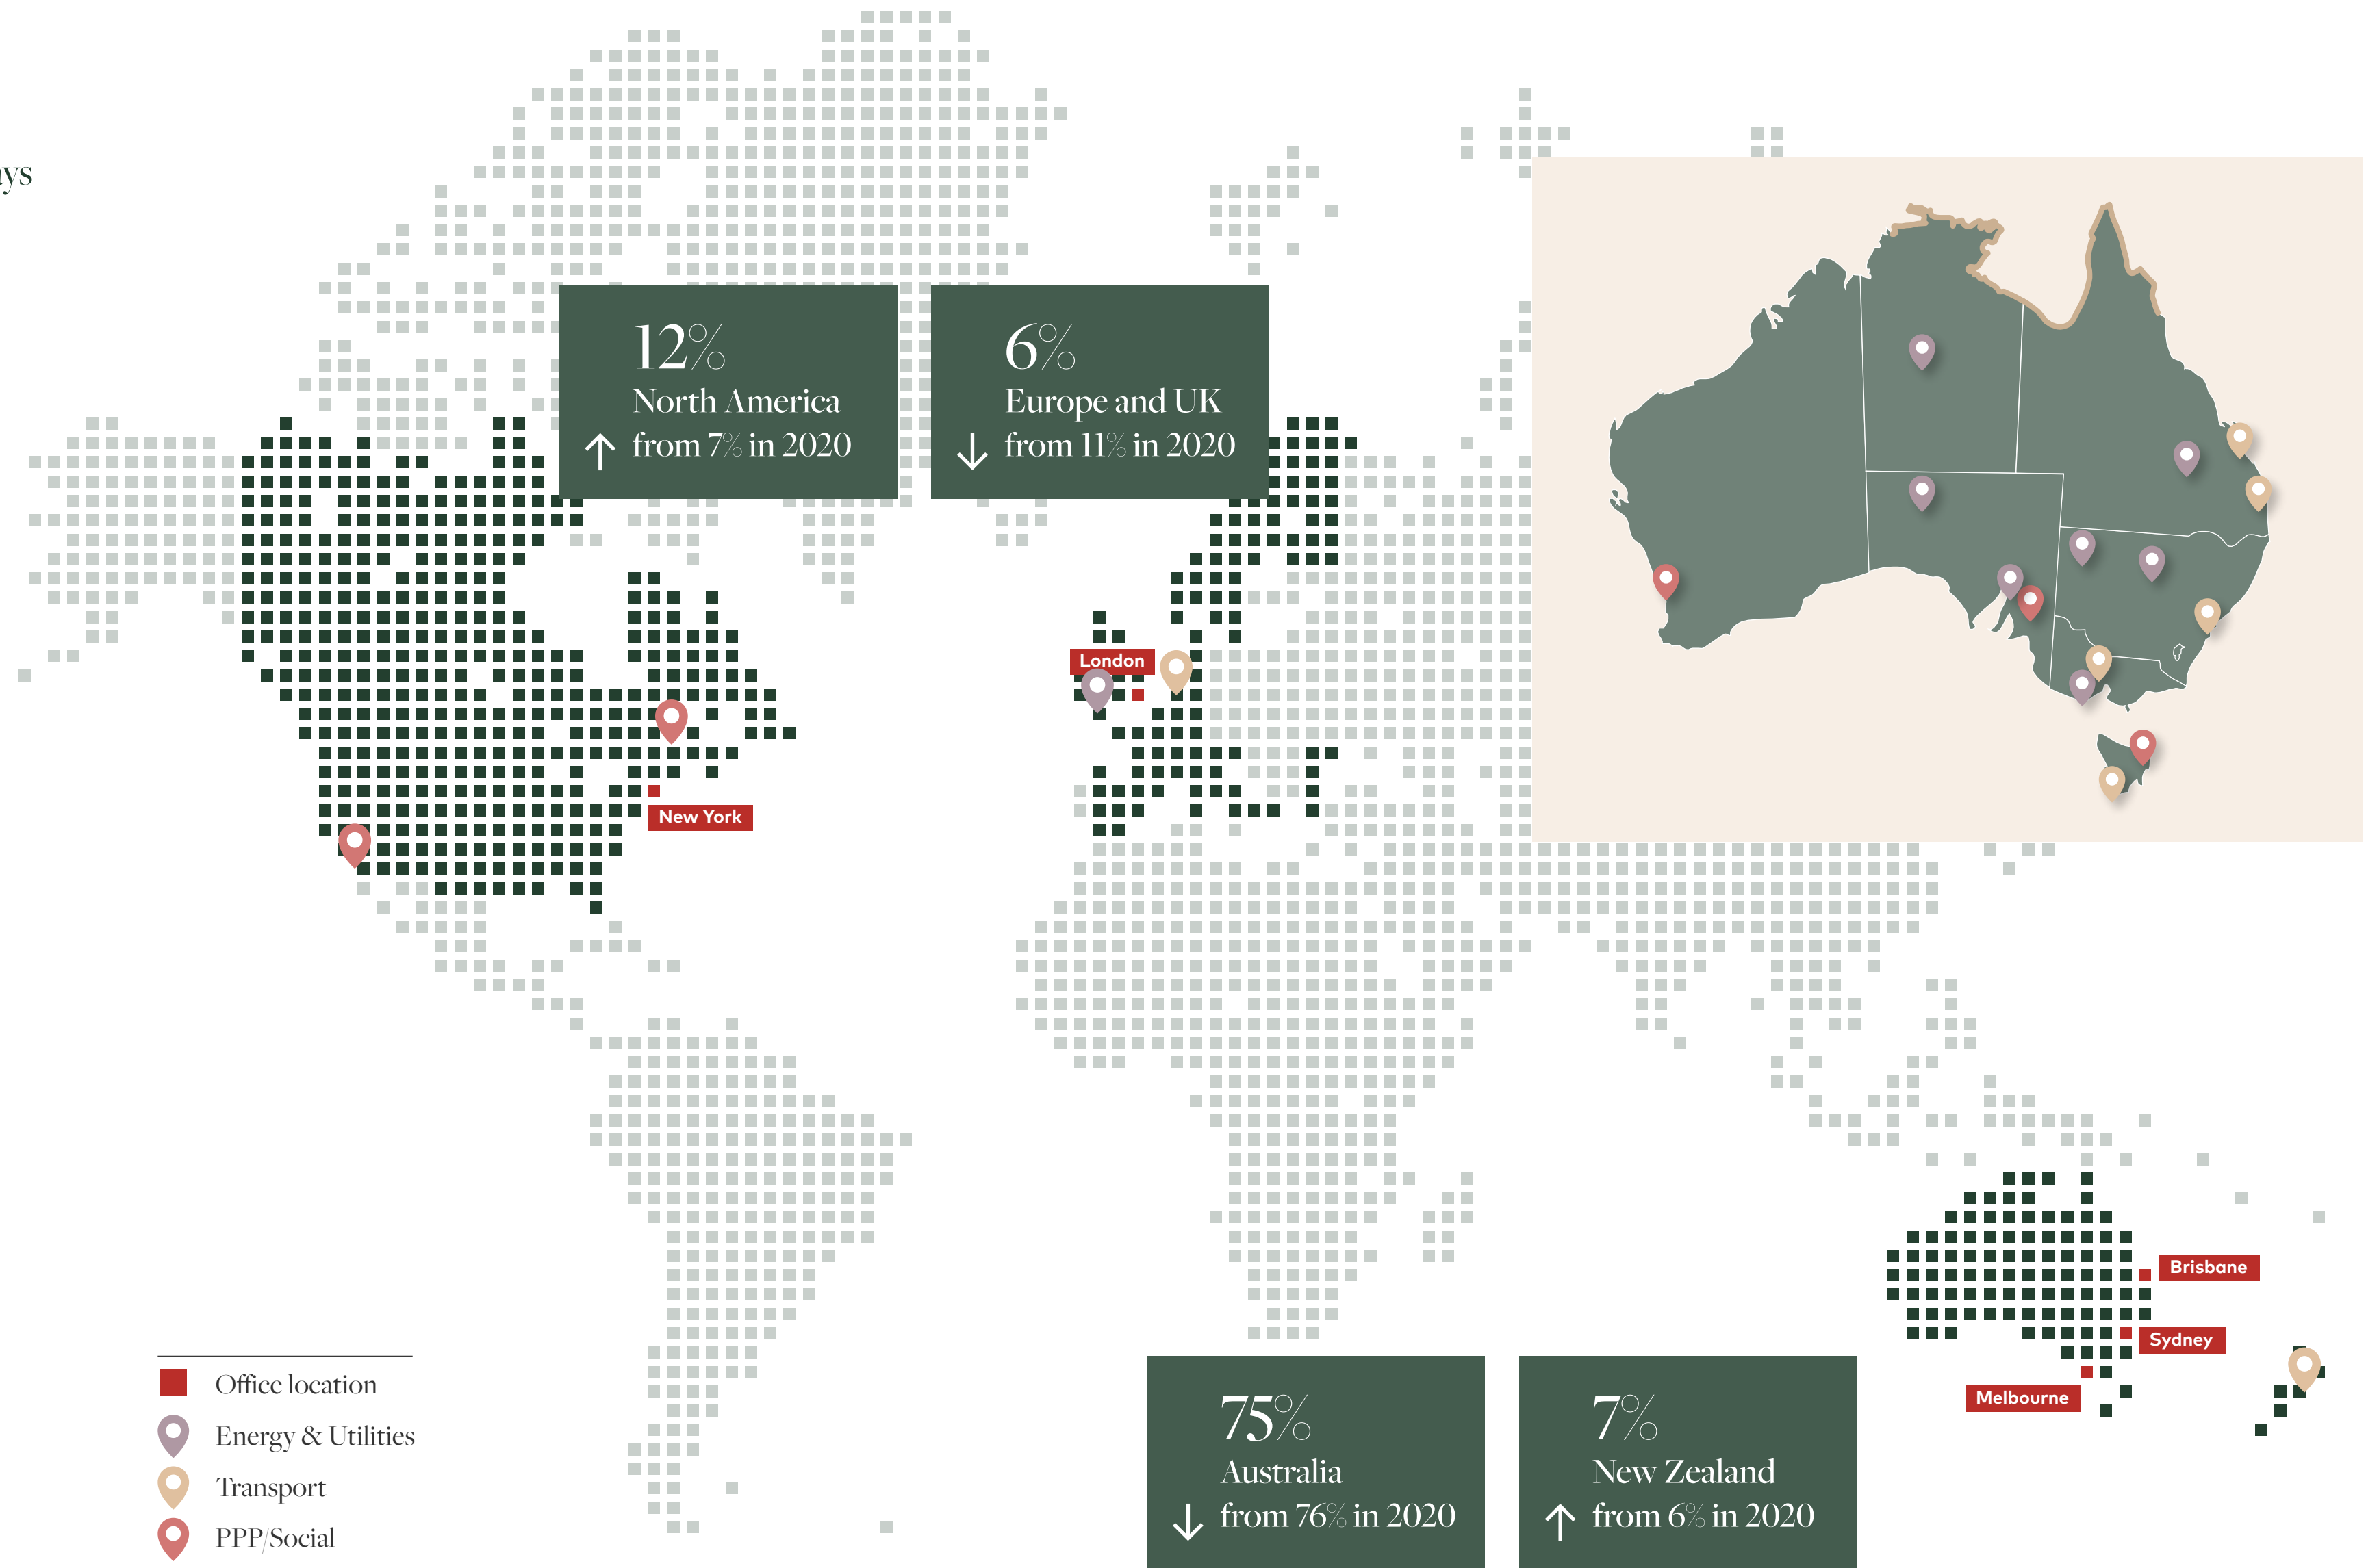 12%
North America
from 7% in 2020
6%
Europe and UK
from 11% in 2020
London
New York
Brisbane
Sydney
Melbourne
75%
Australia
from 76% in 2020
7%
New Zealand
from 6% in 2020
Office location
Energy & Utilities
Transport
PPP/Social